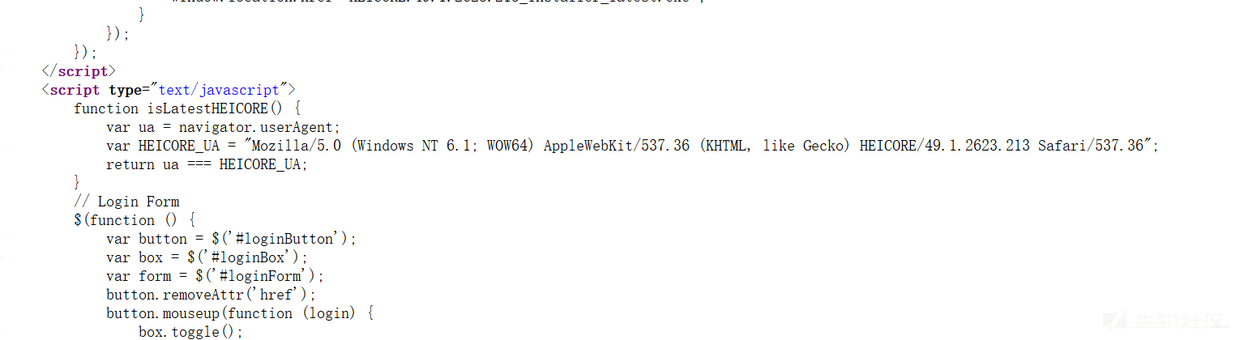 }
});
});
</script>
<script type="text/javascript">
function isLatestHEICORE() {
var ua = navigator.userAgent;
var HEICORE_UA = "Mozilla/5.0 (Windows NT 6.1; WOW64) AppleWebKit/537.36 (KHTML, like Gecko) HEICORE/49.1.2623.213 Safari/537.36";
return ua === HEICORE_UA;
}
// Login Form
$(function () {
var button = $('#loginButton');
var box = $('#loginBox');
var form = $('#loginForm');
button.removeAttr('href');
button.mouseup(function (login) {
box.toggle();
先知社区